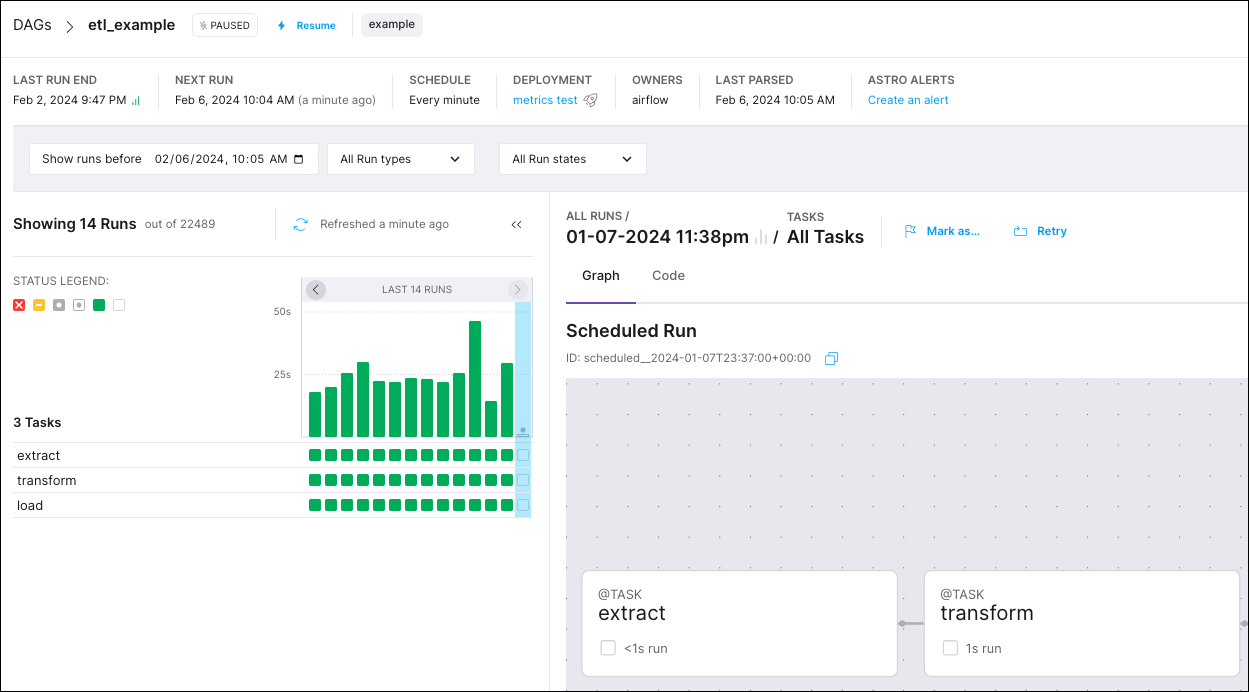 DAGs > etl_example PAUSED Resume example
LAST RUN END NEXT RUN SCHEDULE DEPLOYMENT OWNERS LAST PARSED ASTRO ALERTS
Feb 2, 2024 9:47 PM Feb 6, 2024 10:04 AM (a minute ago) Every minute metrics test airflow Feb 6, 2024 10:05 AM Create an alert
Show runs before 02/06/2024, 10:05 AM All Run types All Run states
Showing 14 Runs out of 22489 Refreshed a minute ago
STATUS LEGEND:
LAST 14 RUNS
50s
25s
3 Tasks
extract
transform
load
ALL RUNS / TASKS
01-07-2024 11:38pm / All Tasks Mark as... Retry
Graph Code
Scheduled Run
ID: scheduled__2024-01-07T23:37:00+00:00
@TASK
extract
<1s run
@TASK
transform
1s run